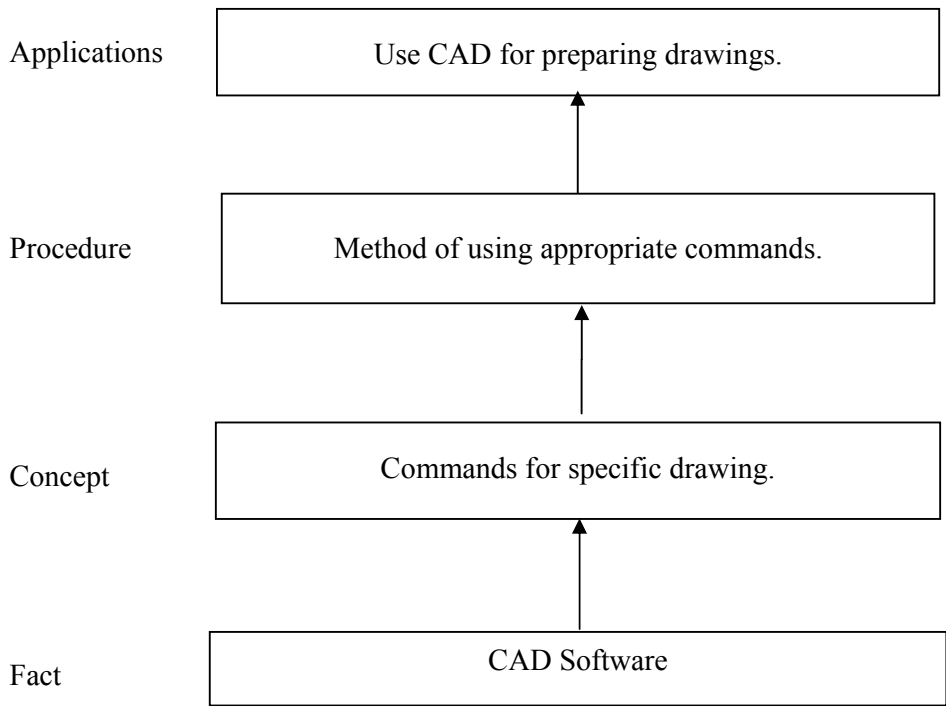 Applications
Use CAD for preparing drawings.
Procedure
Method of using appropriate commands.
Concept
Commands for specific drawing.
Fact
CAD Software